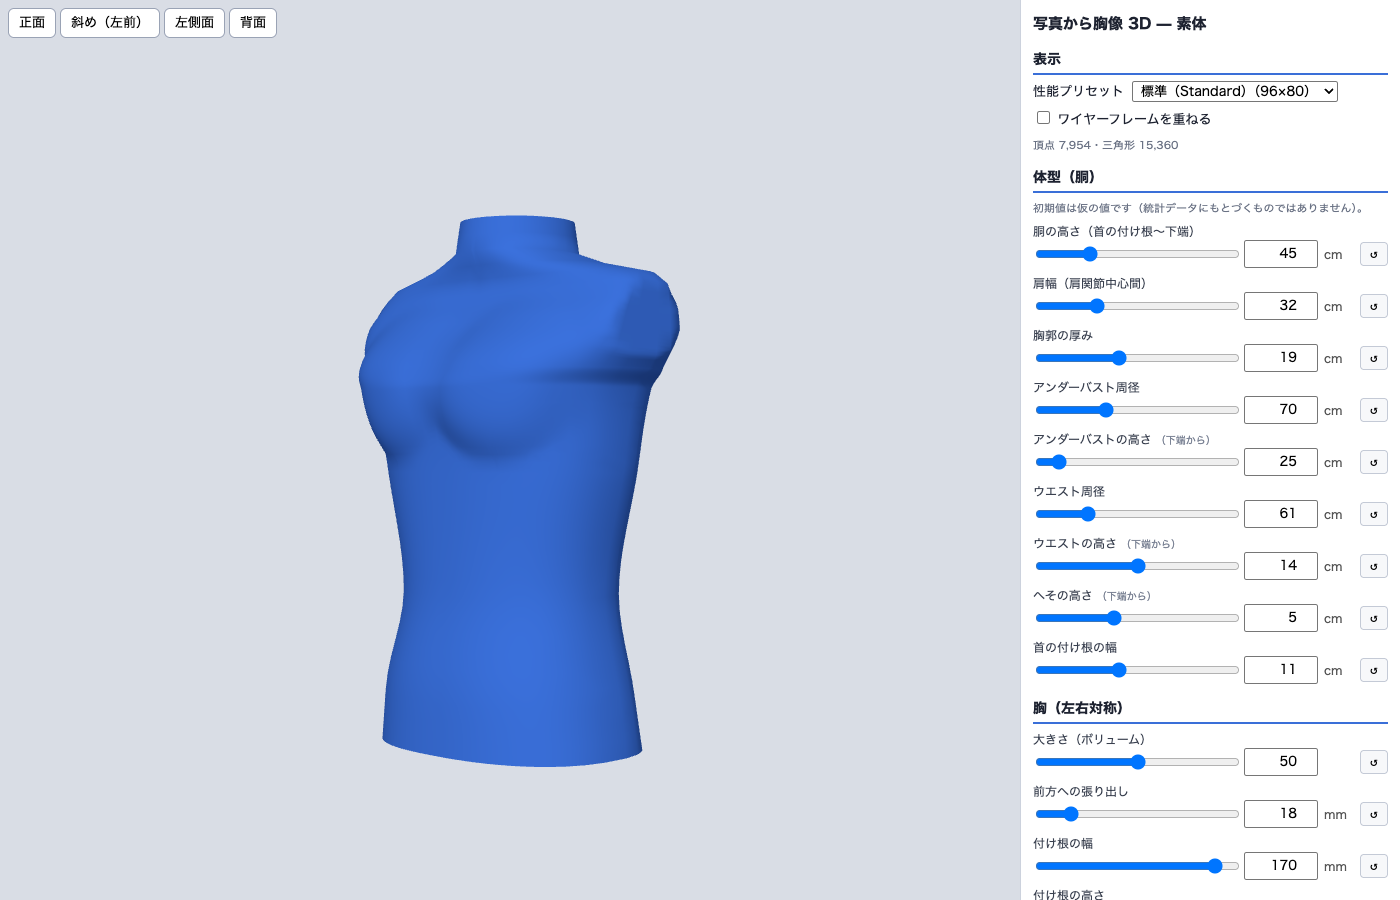 正面 斜め（左前） 左側面 背面
写真から胸像 3D — 素体
表示
性能プリセット 標準（Standard）（96×80）
ワイヤーフレームを重ねる
頂点 7,954・三角形 15,360
体型（胴）
初期値は仮の値です（統計データにもとづくものではありません）。
胴の高さ（首の付け根〜下端）
45 cm ↺
肩幅（肩関節中心間）
32 cm ↺
胸郭の厚み
19 cm ↺
アンダーバスト周径
70 cm ↺
アンダーバストの高さ （下端から）
25 cm ↺
ウエスト周径
61 cm ↺
ウエストの高さ （下端から）
14 cm ↺
へその高さ （下端から）
5 cm ↺
首の付け根の幅
11 cm ↺
胸（左右対称）
大きさ（ボリューム）
50 ↺
前方への張り出し
18 mm ↺
付け根の幅
170 mm ↺
付け根の高さ